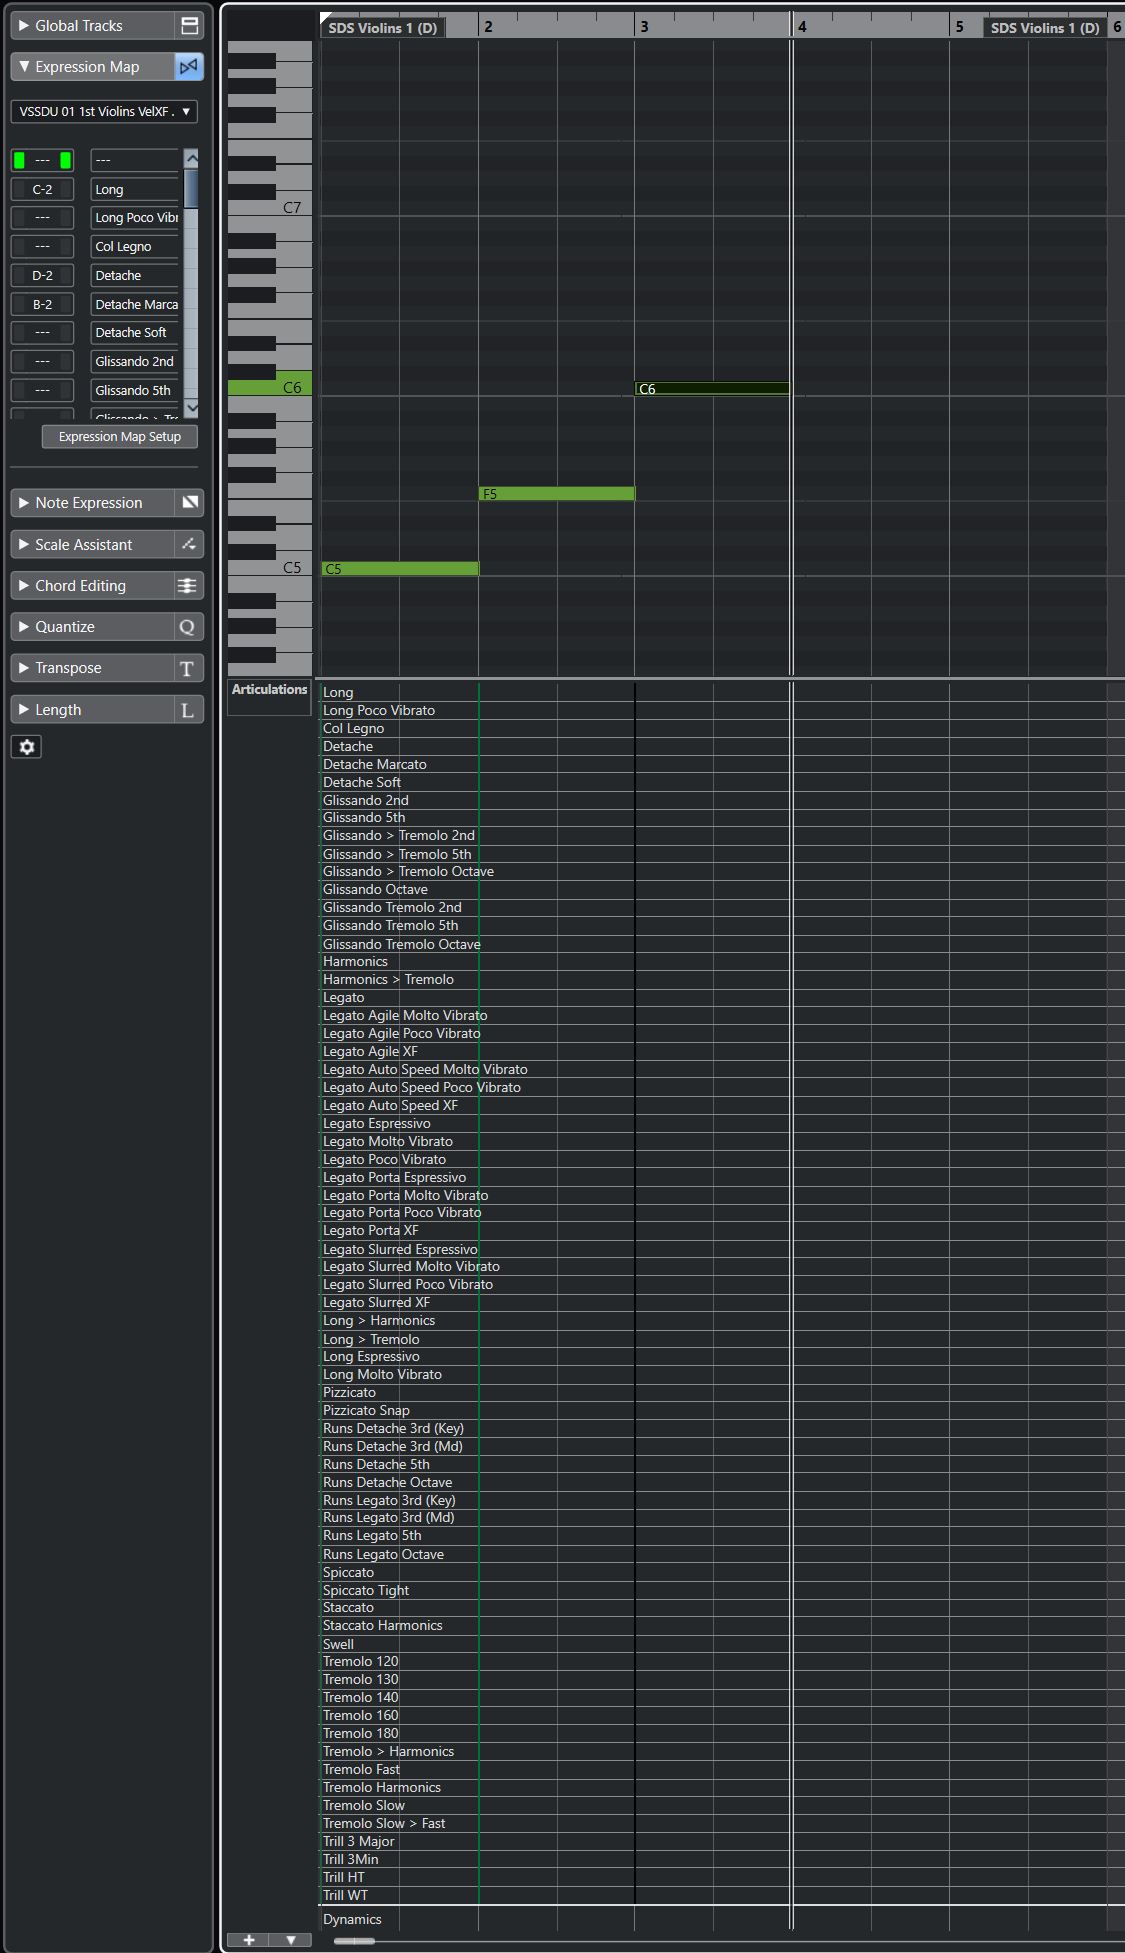 Global Tracks
Expression Map
VSSDU 01 1st Violins VelXF .
--- ---
C-2 Long
--- Long Poco Vibr
--- Col Legno
D-2 Detache
B-2 Detache Marca
--- Detache Soft
--- Glissando 2nd
--- Glissando 5th
Glissando > Tre
Expression Map Setup
Note Expression
Scale Assistant
Chord Editing
Quantize Q
Transpose T
Length L
SDS Violins 1 (D) 2 3 4 5 SDS Violins 1 (D) 6
C7
C6 C6
F5
C5 C5
Articulations
Long
Long Poco Vibrato
Col Legno
Detache
Detache Marcato
Detache Soft
Glissando 2nd
Glissando 5th
Glissando > Tremolo 2nd
Glissando > Tremolo 5th
Glissando > Tremolo Octave
Glissando Octave
Glissando Tremolo 2nd
Glissando Tremolo 5th
Glissando Tremolo Octave
Harmonics
Harmonics > Tremolo
Legato
Legato Agile Molto Vibrato
Legato Agile Poco Vibrato
Legato Agile XF
Legato Auto Speed Molto Vibrato
Legato Auto Speed Poco Vibrato
Legato Auto Speed XF
Legato Espressivo
Legato Molto Vibrato
Legato Poco Vibrato
Legato Porta Espressivo
Legato Porta Molto Vibrato
Legato Porta Poco Vibrato
Legato Porta XF
Legato Slurred Espressivo
Legato Slurred Molto Vibrato
Legato Slurred Poco Vibrato
Legato Slurred XF
Long > Harmonics
Long > Tremolo
Long Espressivo
Long Molto Vibrato
Pizzicato
Pizzicato Snap
Runs Detache 3rd (Key)
Runs Detache 3rd (Md)
Runs Detache 5th
Runs Detache Octave
Runs Legato 3rd (Key)
Runs Legato 3rd (Md)
Runs Legato 5th
Runs Legato Octave
Spiccato
Spiccato Tight
Staccato
Staccato Harmonics
Swell
Tremolo 120
Tremolo 130
Tremolo 140
Tremolo 160
Tremolo 180
Tremolo > Harmonics
Tremolo Fast
Tremolo Harmonics
Tremolo Slow
Tremolo Slow > Fast
Trill 3 Major
Trill 3Min
Trill HT
Trill WT
Dynamics